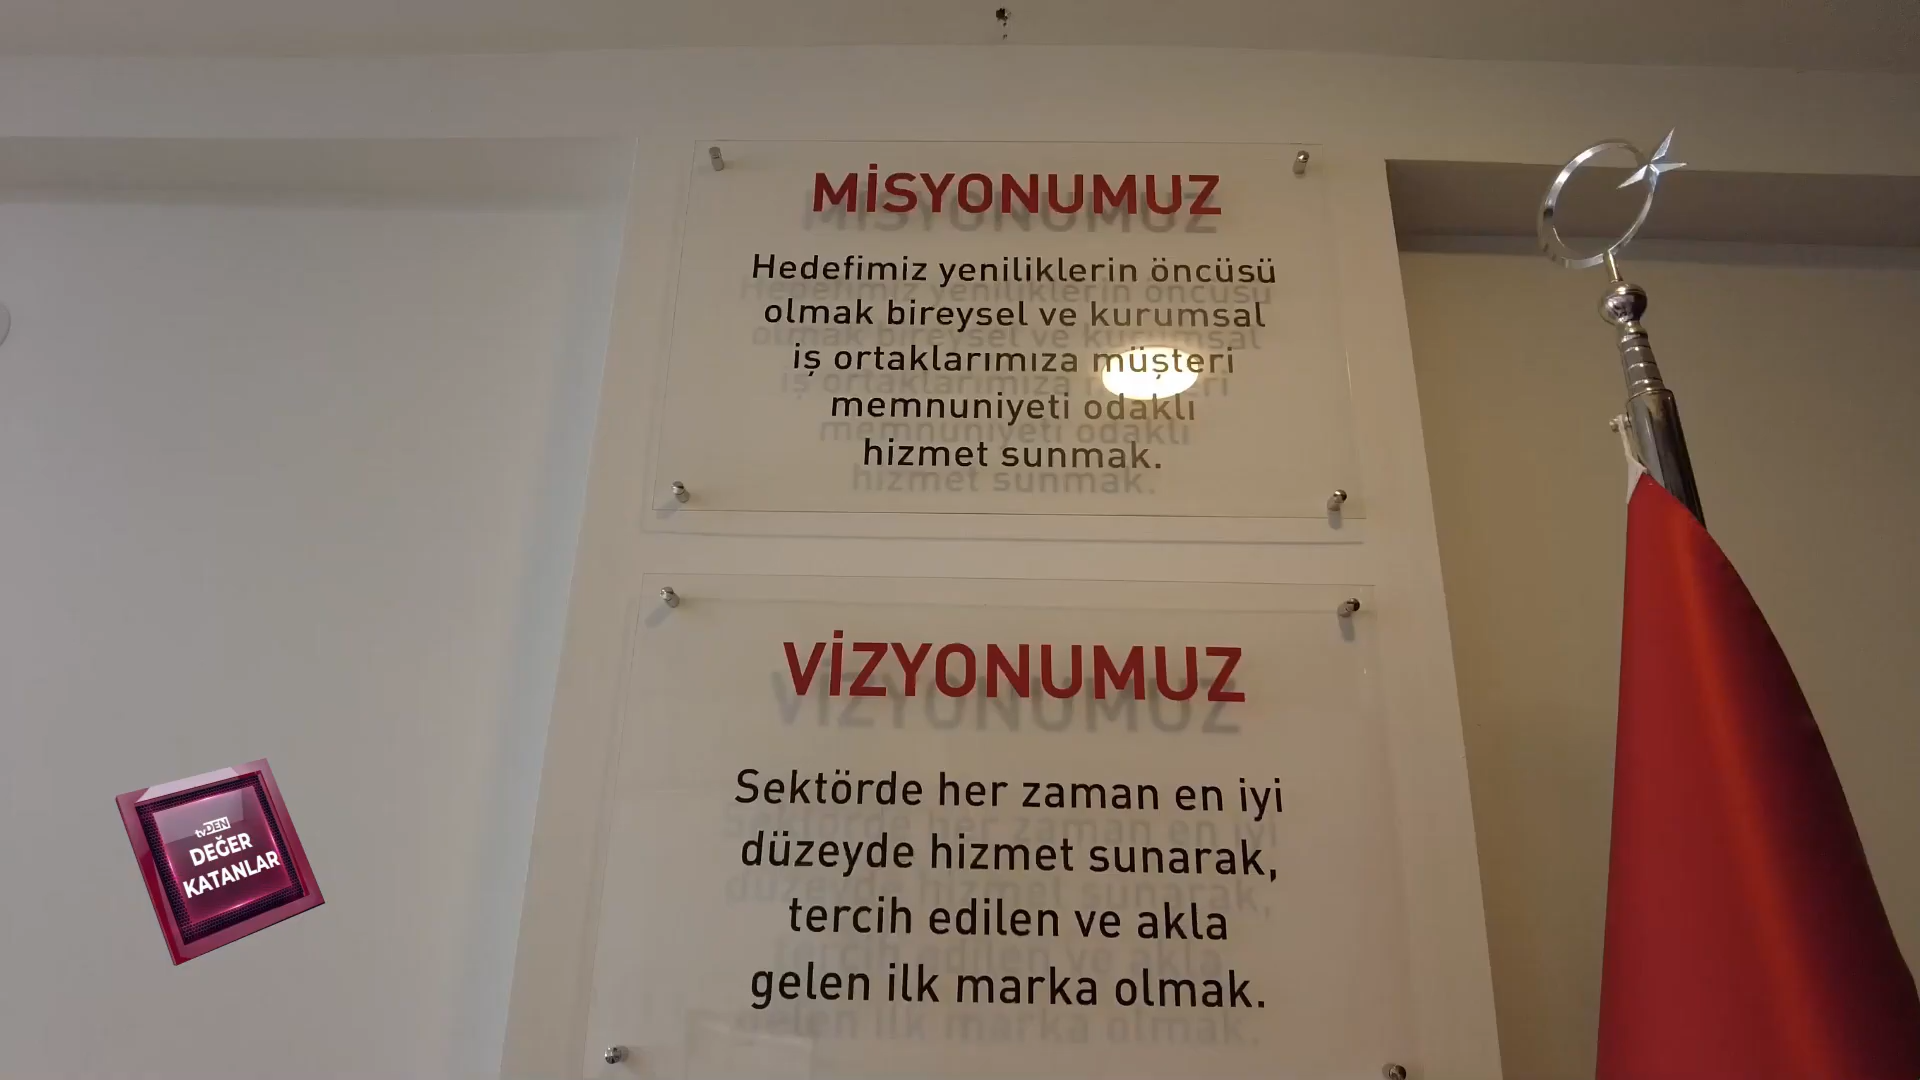 MİSYONUMUZ
Hedefimiz yeniliklerin öncüsü
olmak bireysel ve kurumsal
iş ortaklarımıza müşteri
memnuniyeti odaklı
hizmet sunmak.
VİZYONUMUZ
Sektörde her zaman en iyi
düzeyde hizmet sunarak,
tercih edilen ve akla
gelen ilk marka olmak.
tvDEN
DEĞER
KATANLAR